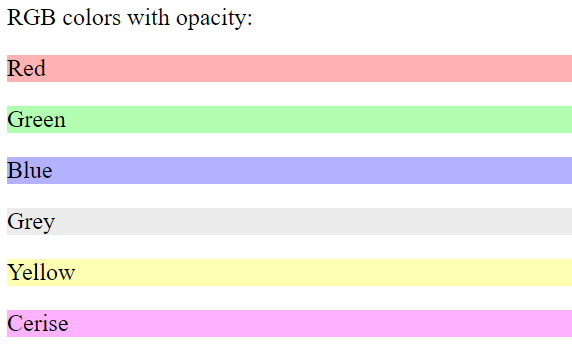 RGB colors with opacity:
Red
Green
Blue
Grey
Yellow
Cerise